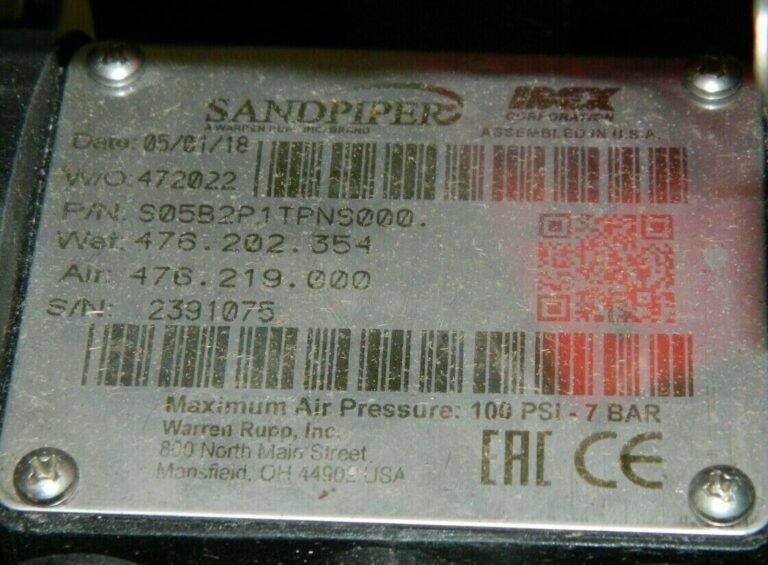 SANDPIPER
A WARREN RUPP, INC. BRAND
IDEX
CORPORATION
ASSEMBLED IN U.S.A.
Date: 05/01/18
W/O: 472022
P/N: S05B2P1TPNS000.
Wet: 476.202.354
Air: 476.219.000
S/N: 2391075
Maximum Air Pressure: 100 PSI - 7 BAR
Warren Rupp, Inc.
800 North Main Street,
Mansfield, OH 44902 USA
EAC CE